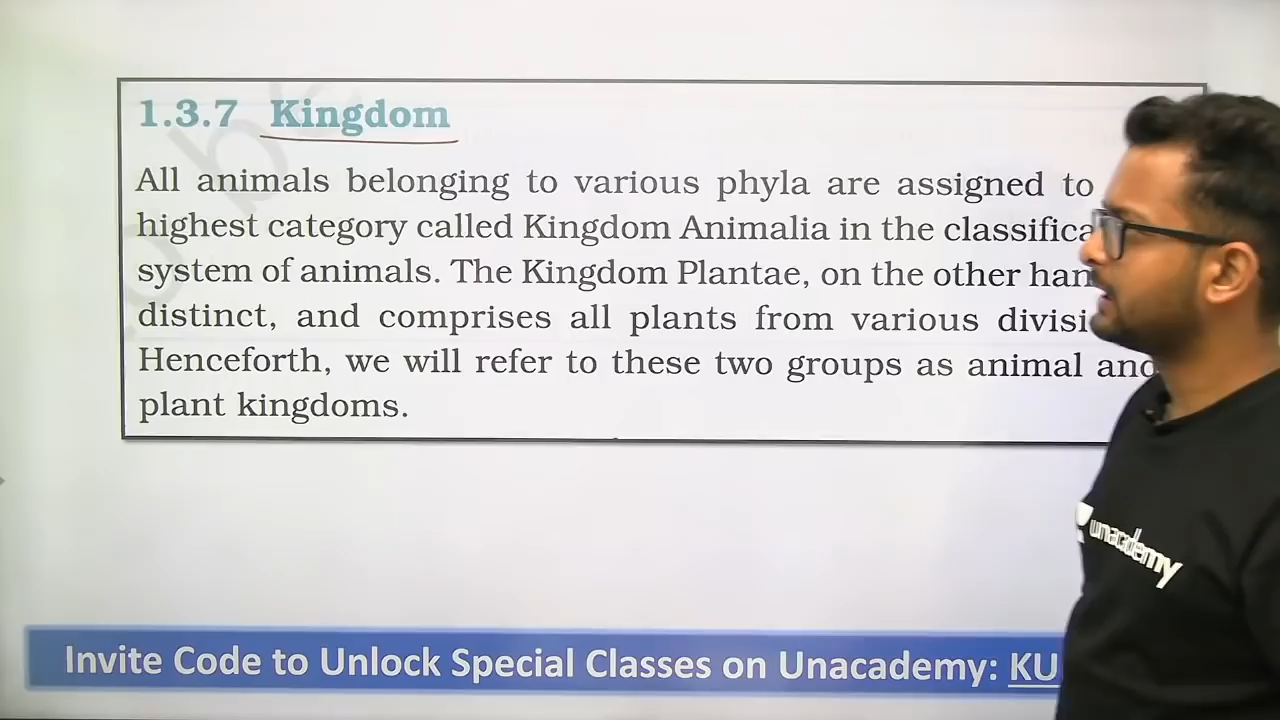 1.3.7 Kingdom
All animals belonging to various phyla are assigned to
highest category called Kingdom Animalia in the
system of animals. The Kingdom Plantae, on the other
distinct, and comprises all plants from various
Henceforth, we will refer to these two groups as animal and
plant kingdoms.
unacademy
Invite Code to Unlock Special Classes on Unacademy: